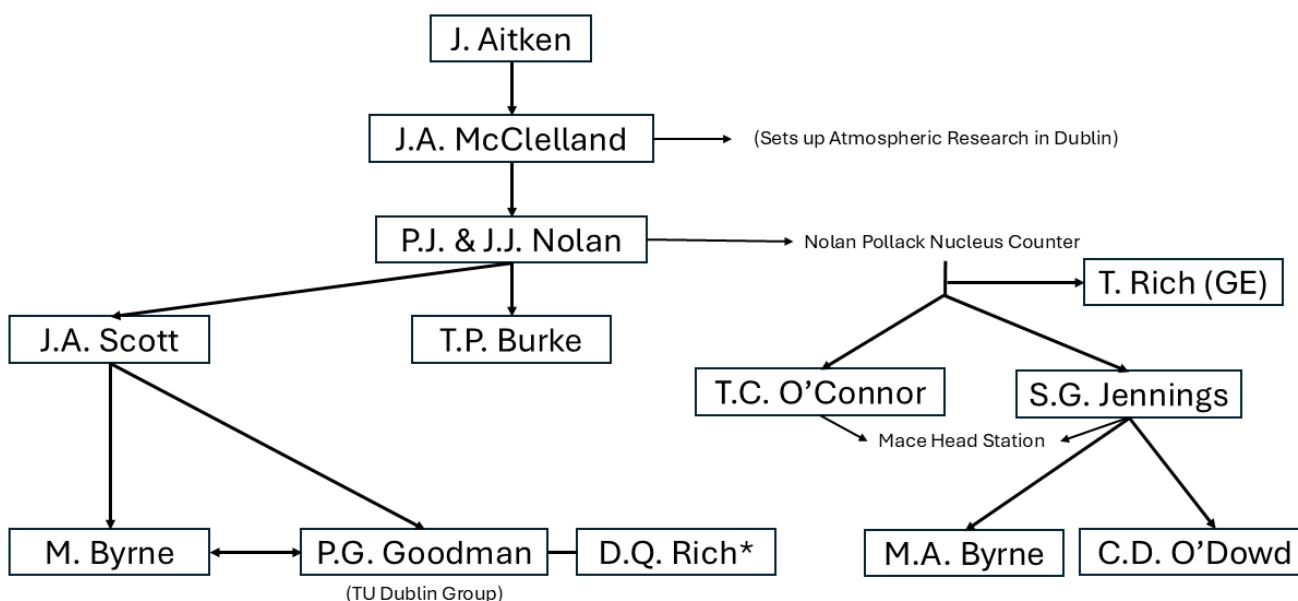 J. Aitken
J.A. McClelland
(Sets up Atmospheric Research in Dublin)
P.J. & J.J. Nolan
Nolan Pollack Nucleus Counter
T. Rich (GE)
J.A. Scott
T.P. Burke
T.C. O’Connor
S.G. Jennings
Mace Head Station
M. Byrne
P.G. Goodman
D.Q. Rich*
M.A. Byrne
C.D. O’Dowd
(TU Dublin Group)